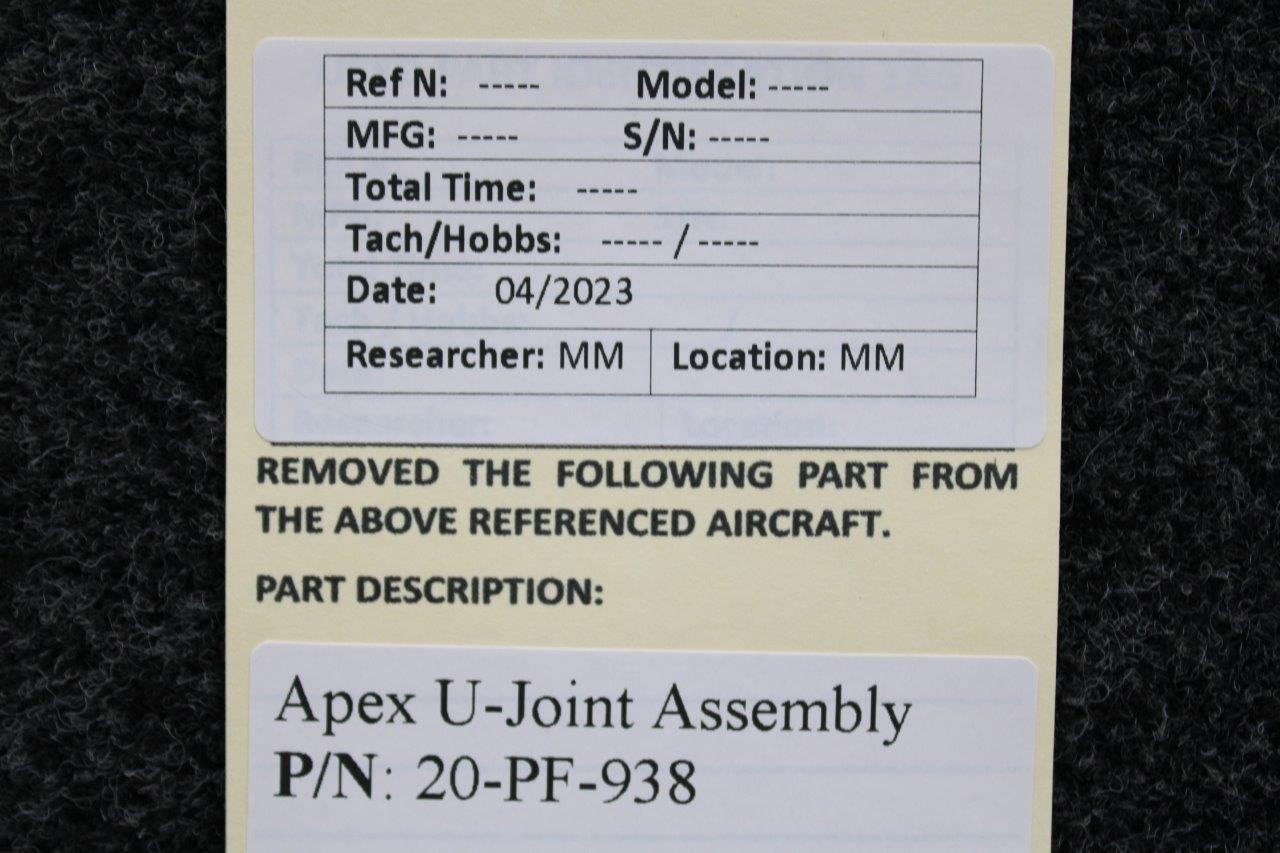 Ref N: ----- Model: -----
MFG: ----- S/N: -----
Total Time: -----
Tach/Hobbs: ----- / -----
Date: 04/2023
Researcher: MM Location: MM
REMOVED THE FOLLOWING PART FROM
THE ABOVE REFERENCED AIRCRAFT.
PART DESCRIPTION:
Apex U-Joint Assembly
P/N: 20-PF-938